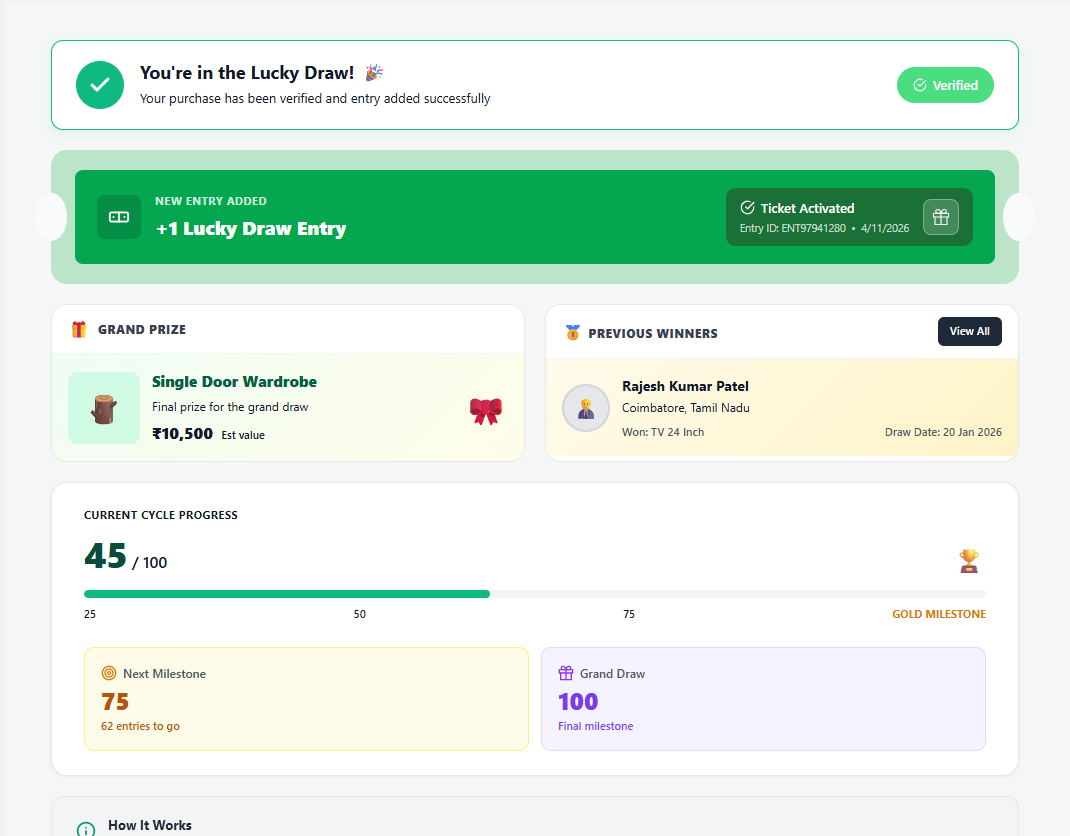 You're in the Lucky Draw! 🎉
Your purchase has been verified and entry added successfully
Verified
NEW ENTRY ADDED
+1 Lucky Draw Entry
Ticket Activated
Entry ID: ENT97941280 • 4/11/2026
GRAND PRIZE
Single Door Wardrobe
Final prize for the grand draw
₹10,500 Est value
PREVIOUS WINNERS
View All
Rajesh Kumar Patel
Coimbatore, Tamil Nadu
Won: TV 24 Inch
Draw Date: 20 Jan 2026
CURRENT CYCLE PROGRESS
45 / 100
25 50 75 GOLD MILESTONE
Next Milestone
75
62 entries to go
Grand Draw
100
Final milestone
How It Works